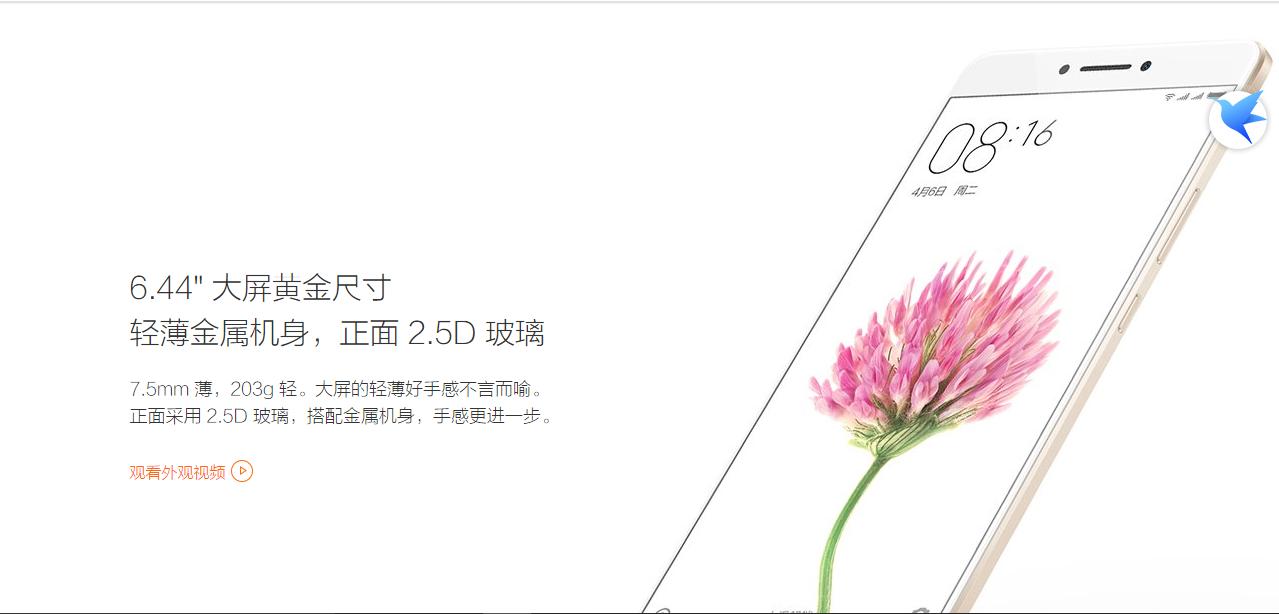 08:16
4月6日 周二
6.44" 大屏黄金尺寸
轻薄金属机身，正面 2.5D 玻璃
7.5mm 薄，203g 轻。大屏的轻薄好手感不言而喻。
正面采用 2.5D 玻璃，搭配金属机身，手感更进一步。
观看外观视频